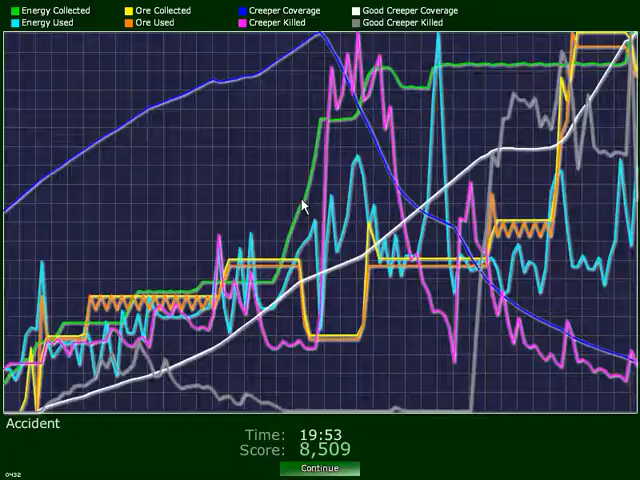 Energy Collected Ore Collected Creeper Coverage Good Creeper Coverage
Energy Used Ore Used Creeper Killed Good Creeper Killed
Accident
Time: 19:53
Score: 8,509
Continue
0432